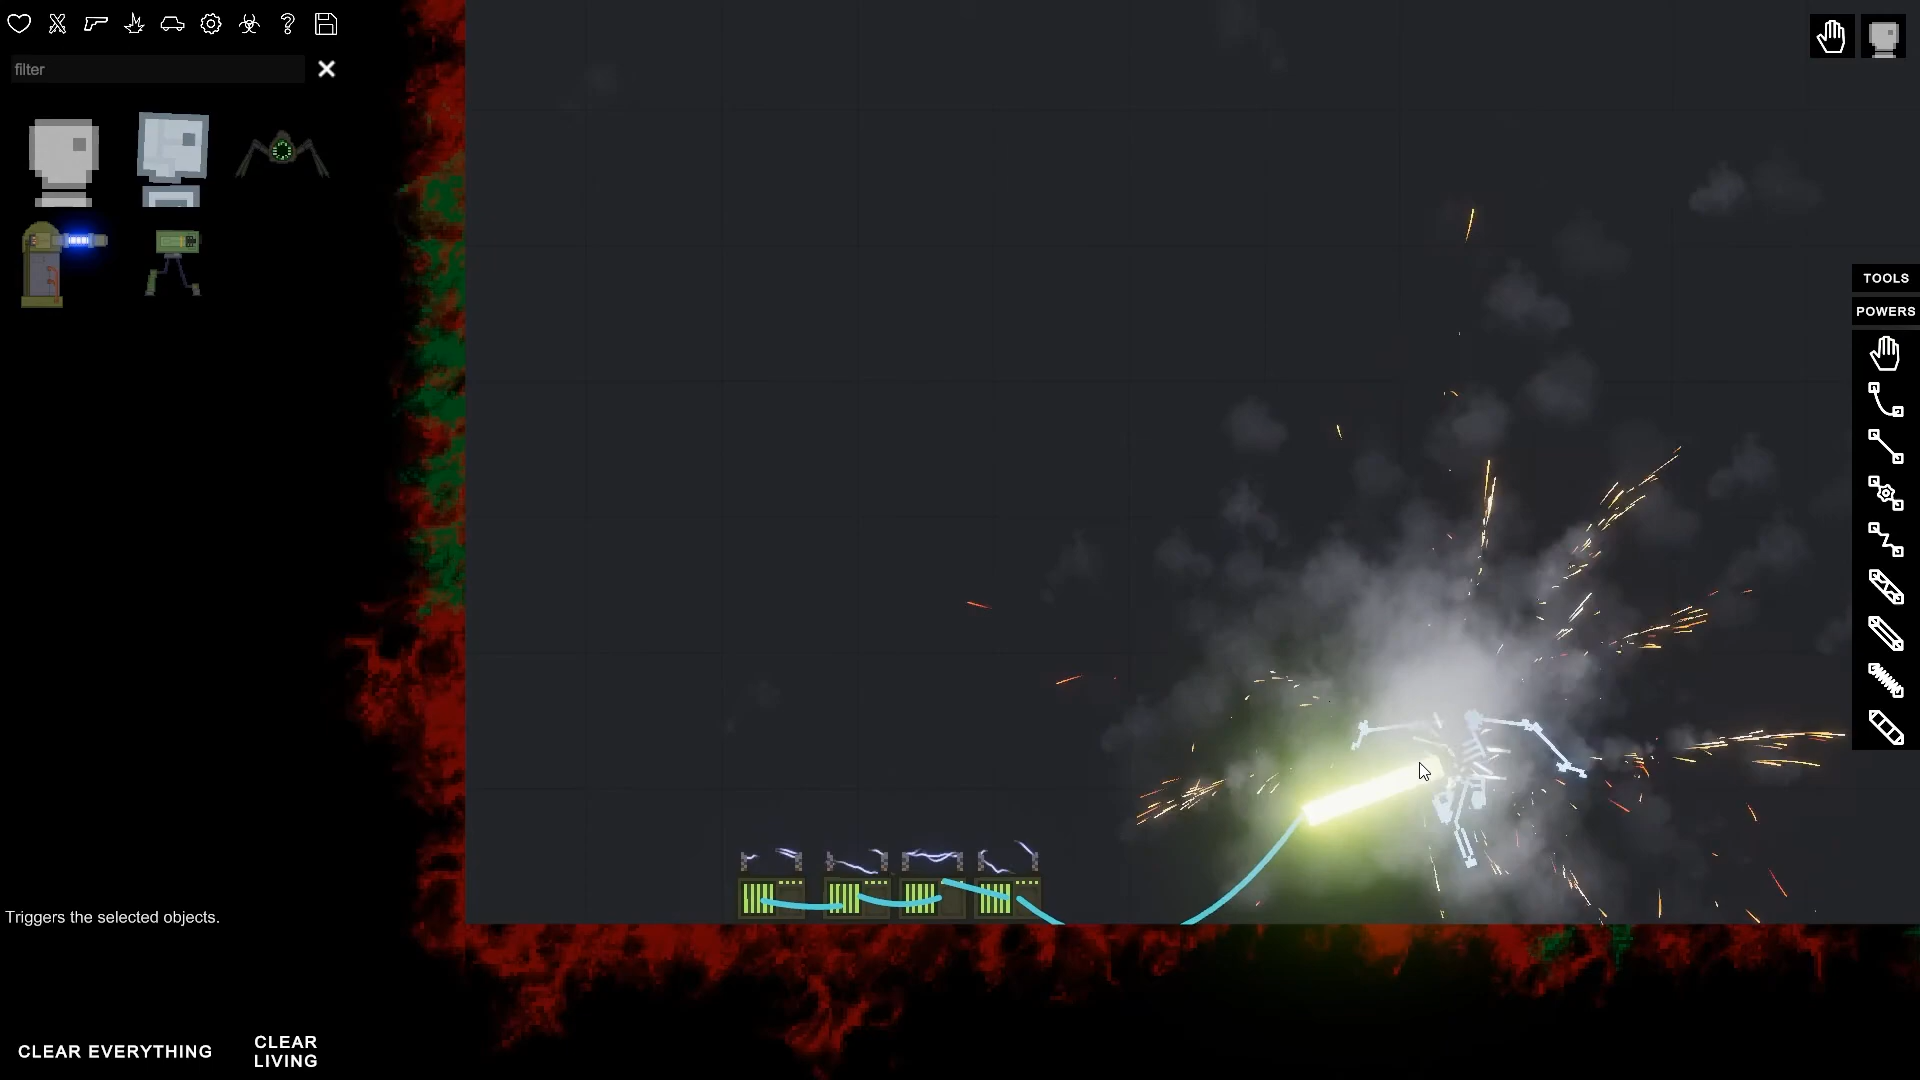 filter
TOOLS
POWERS
Triggers the selected objects.
CLEAR EVERYTHING
CLEAR
LIVING